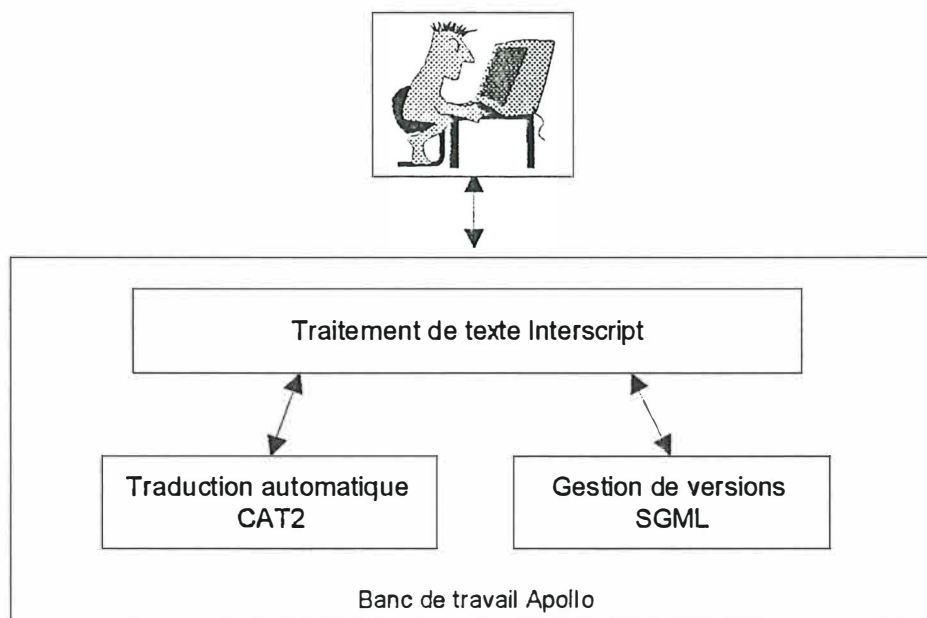 Traitement de texte Interscript
Traduction automatique
CAT2
Gestion de versions
SGML
Banc de travail Apollo